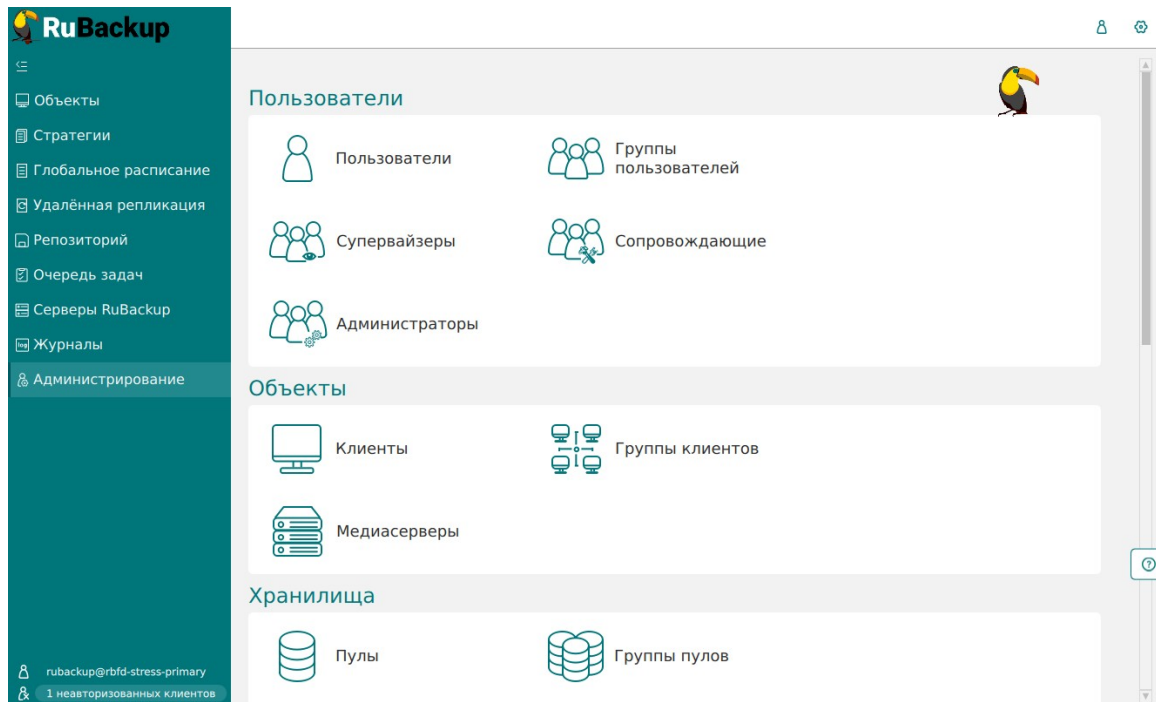 RuBackup
Объекты
Стратегии
Глобальное расписание
Удалённая репликация
Репозиторий
Очередь задач
Серверы RuBackup
log
Журналы
Администрирование
rubackup@rbfd-stress-primary
1 неавторизованных клиентов
Пользователи
Пользователи
Группы
пользователей
Супервайзеры
Сопровождающие
Администраторы
Объекты
Клиенты
Группы клиентов
Медиасерверы
Хранилища
Пулы
Группы пулов